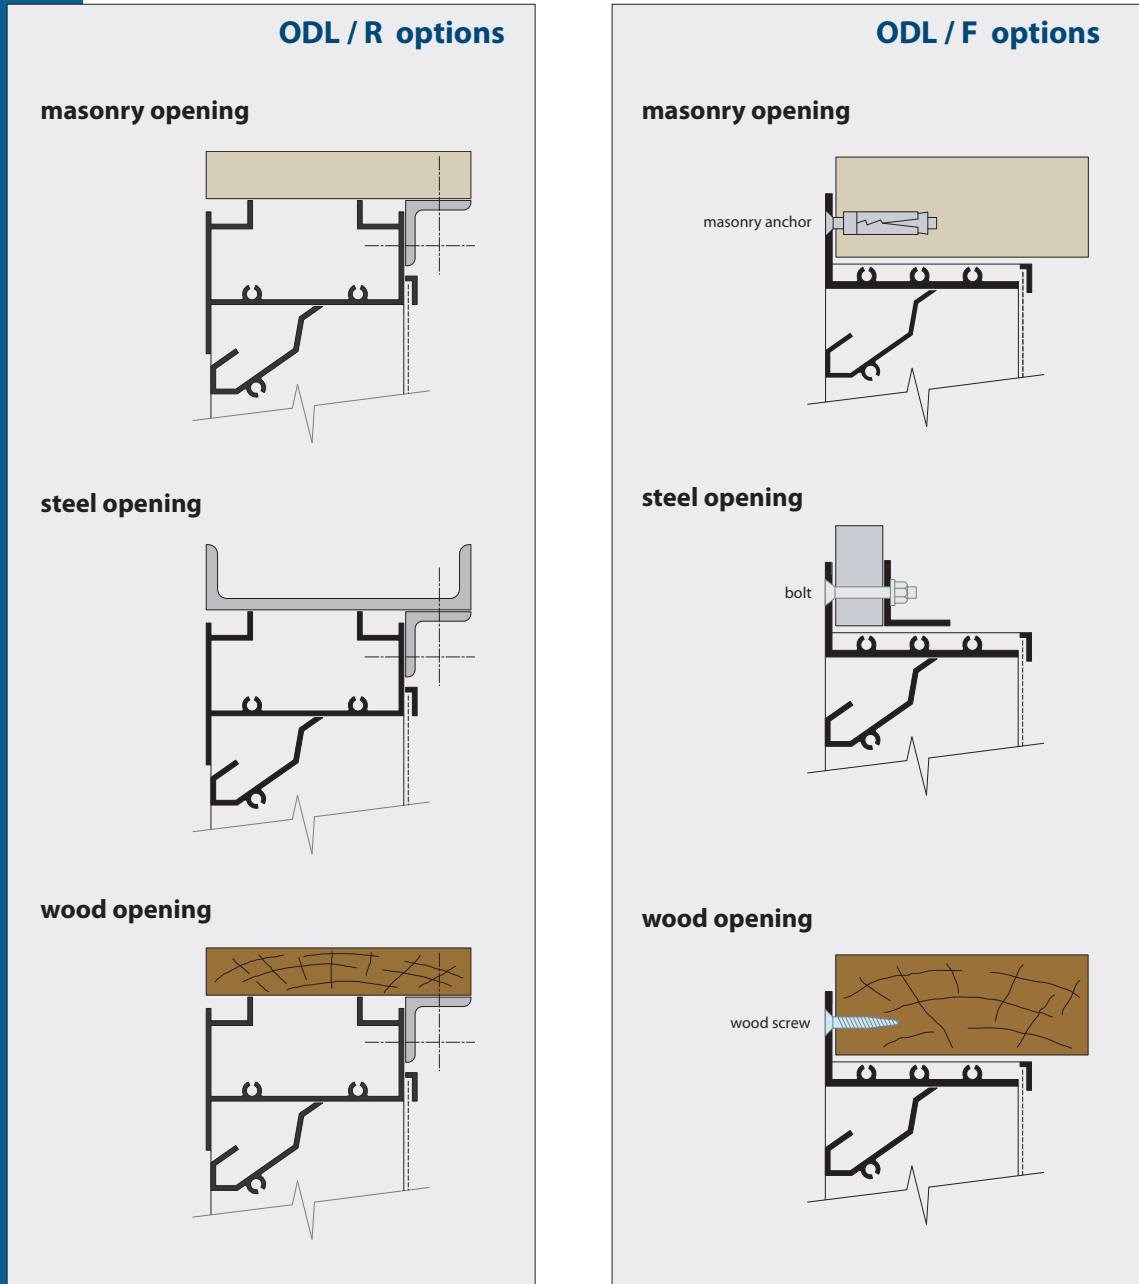 ODL / R options
masonry opening
steel opening
wood opening
ODL / F options
masonry opening
masonry anchor
steel opening
bolt
wood opening
wood screw